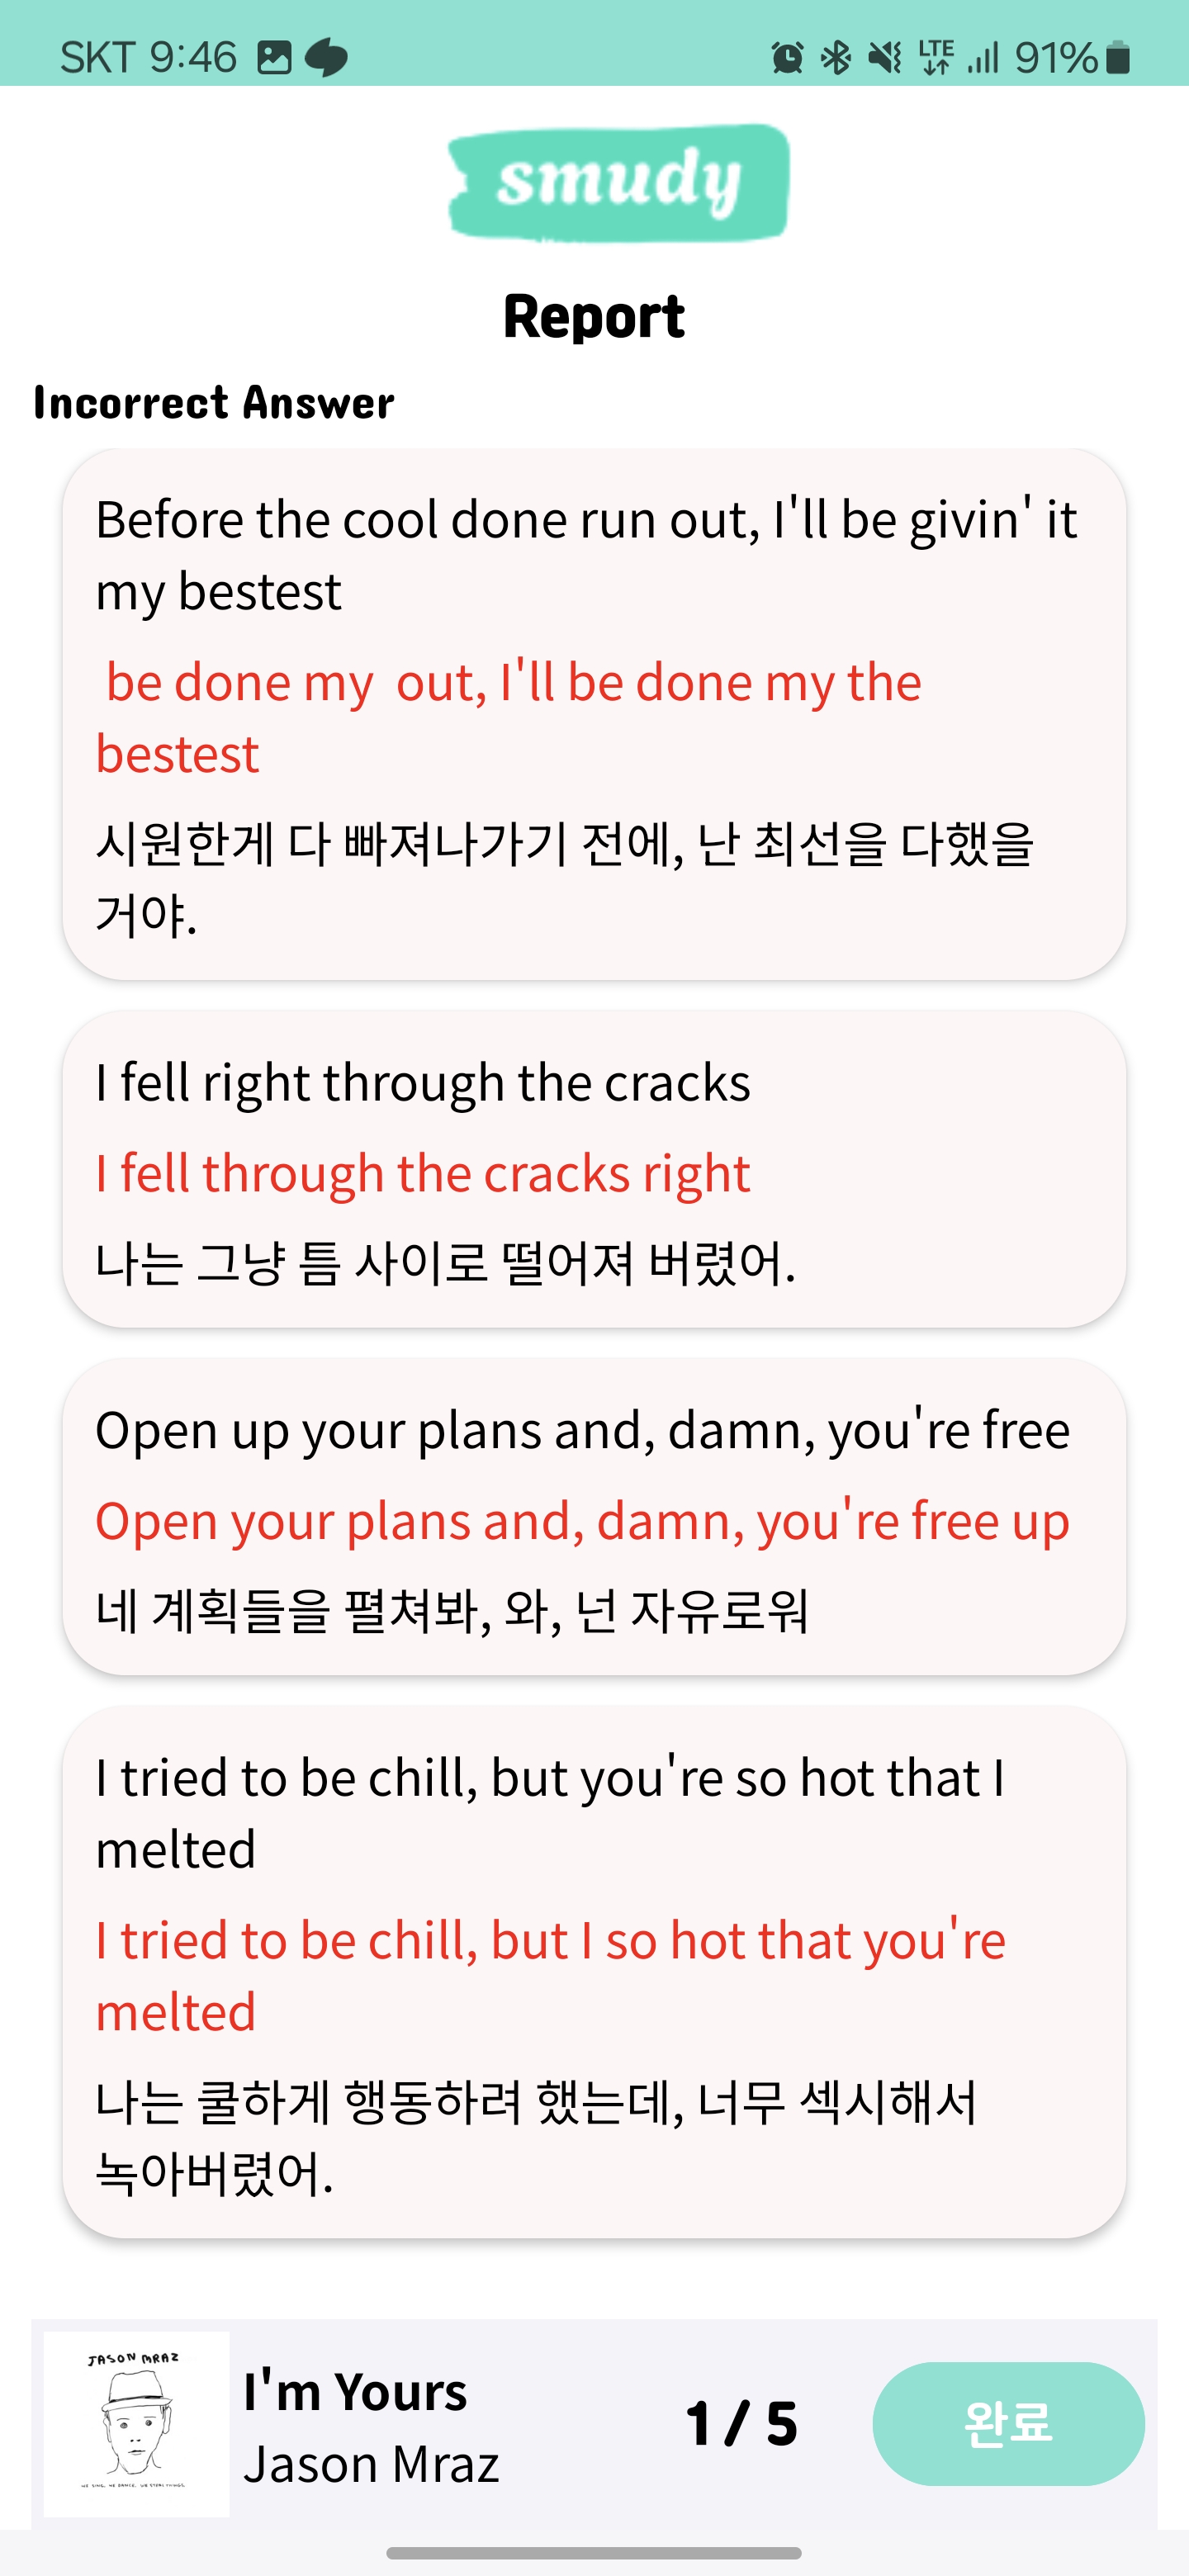 SKT 9:46
LTE 91%
smudy
Report
Incorrect Answer
Before the cool done run out, I'll be givin' it
my bestest
be done my  out, I'll be done my the
bestest
시원한게 다 빠져나가기 전에, 난 최선을 다했을
거야.
I fell right through the cracks
I fell through the cracks right
나는 그냥 틈 사이로 떨어져 버렸어.
Open up your plans and, damn, you're free
Open your plans and, damn, you're free up
네 계획들을 펼쳐봐, 와, 넌 자유로워
I tried to be chill, but you're so hot that I
melted
I tried to be chill, but I so hot that you're
melted
나는 쿨하게 행동하려 했는데, 너무 섹시해서
녹아버렸어.
JASON MRAZ
WE SING. WE DANCE. WE STEAL THINGS.
I'm Yours
Jason Mraz
1 / 5
완료